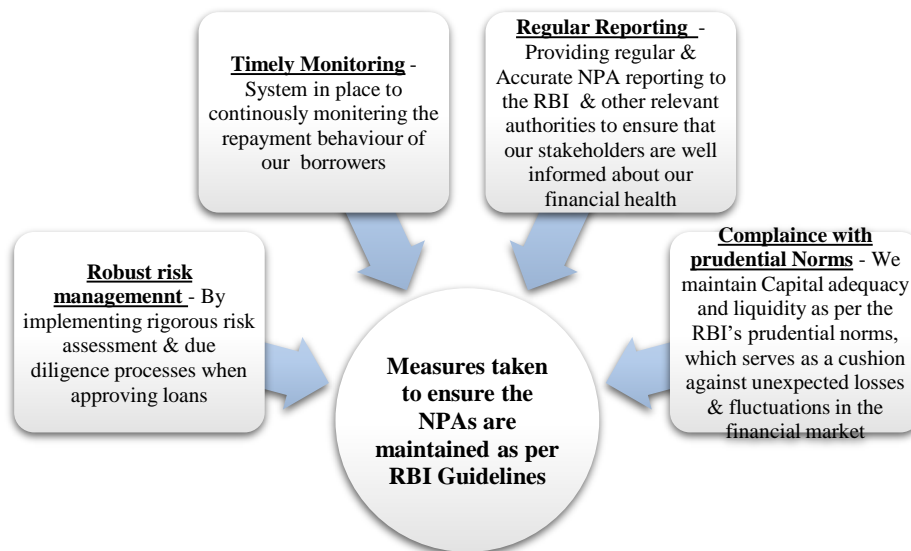 Robust risk
managemennt - By
implementing rigorous risk
assessment & due
diligence processes when
approving loans
Timely Monitoring -
System in place to
continously monitering the
repayment behaviour of
our borrowers
Regular Reporting -
Providing regular &
Accurate NPA reporting to
the RBI & other relevant
authorities to ensure that
our stakeholders are well
informed about our
financial health
Complaince with
prudential Norms - We
maintain Capital adequacy
and liquidity as per the
RBI's prudential norms,
which serves as a cushion
against unexpected losses
& fluctuations in the
financial market
Measures taken
to ensure the
NPAs are
maintained as per
RBI Guidelines